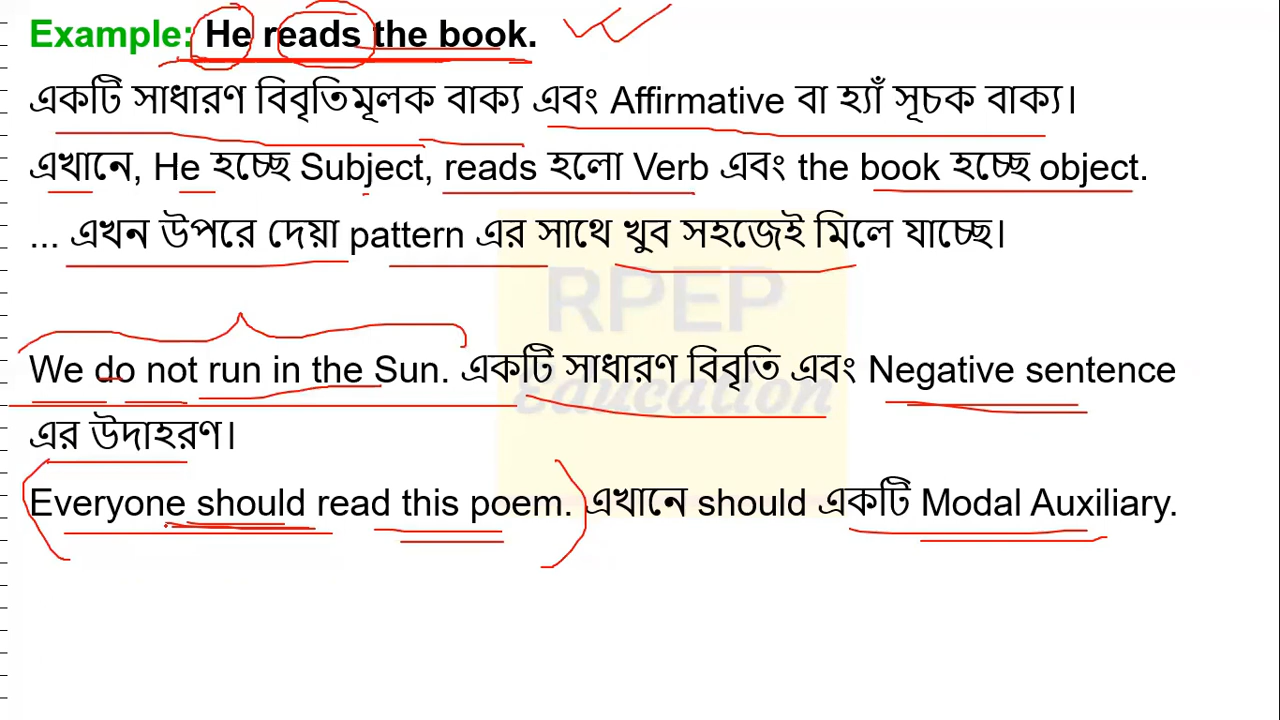 Example: He reads the book.
একটি সাধারণ বিবৃতিমূলক বাক্য এবং Affirmative বা হ্যাঁ সূচক বাক্য।
এখানে, He হচ্ছে Subject, reads হলো Verb এবং the book হচ্ছে object.
... এখন উপরে দেয়া pattern এর সাথে খুব সহজেই মিলে যাচ্ছে।
RPEP
We do not run in the Sun. একটি সাধারণ বিবৃতি এবং Negative sentence
Education
এর উদাহরণ।
Everyone should read this poem. এখানে should একটি Modal Auxiliary.